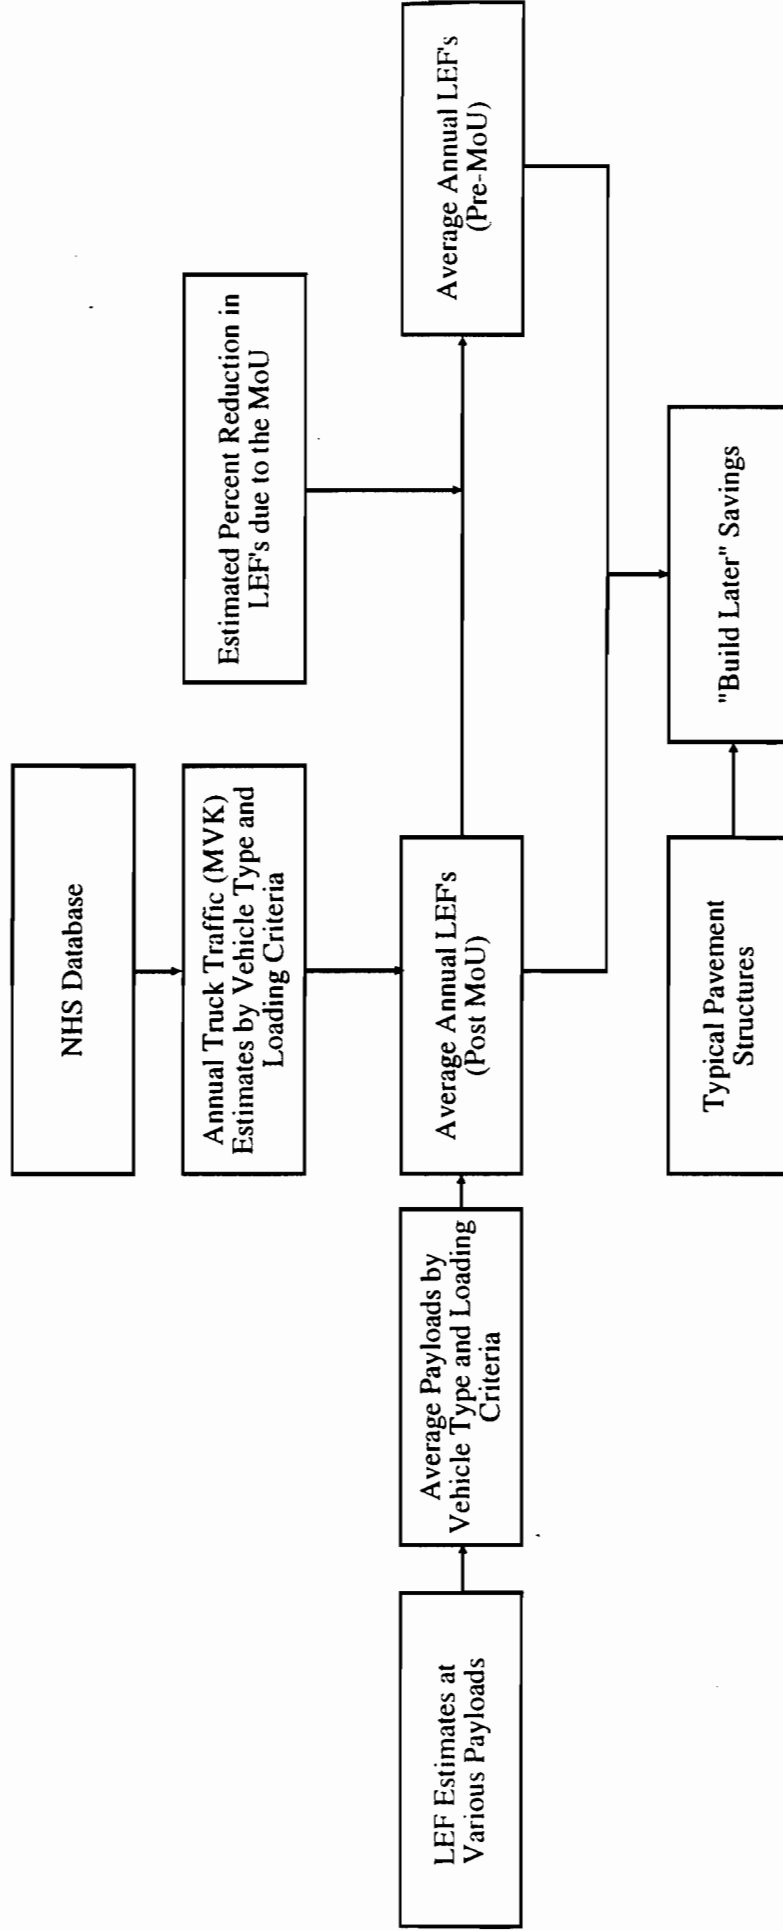 NHS Database
Annual Truck Traffic (MVK)
Estimates by Vehicle Type and
Loading Criteria
Estimated Percent Reduction in
LEF's due to the MoU
LEF Estimates at
Various Payloads
Average Payloads by
Vehicle Type and Loading
Criteria
Average Annual LEF's
(Post MoU)
Average Annual LEF's
(Pre-MoU)
Typical Pavement
Structures
"Build Later" Savings